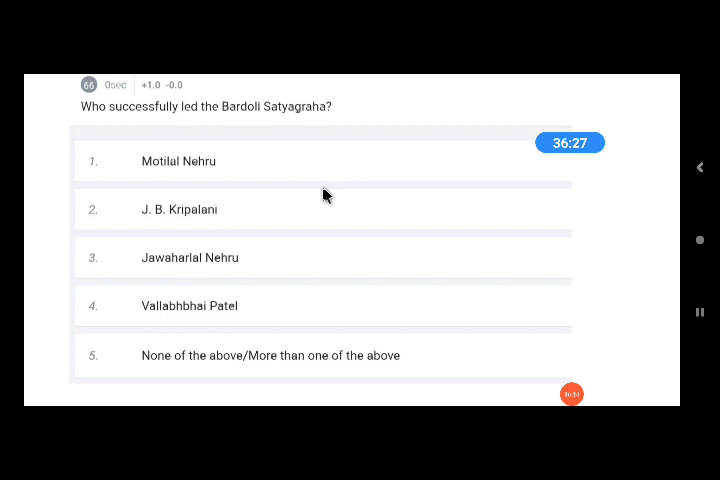 66 0sec +1.0 -0.0
Who successfully led the Bardoli Satyagraha?
36:27
1. Motilal Nehru
2. J. B. Kripalani
3. Jawaharlal Nehru
4. Vallabhbhai Patel
5. None of the above/More than one of the above